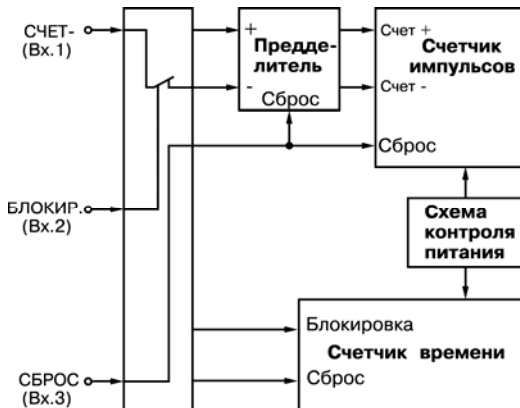 СЧЕТ-
(Вх.1)
+
Предде-
литель
-
Сброс
Счет +
Счетчик
импульсов
Счет -
Сброс
БЛОКИР.
(Вх.2)
Схема
контроля
питания
Блокировка
Счетчик времени
Сброс
СБРОС
(Вх.3)